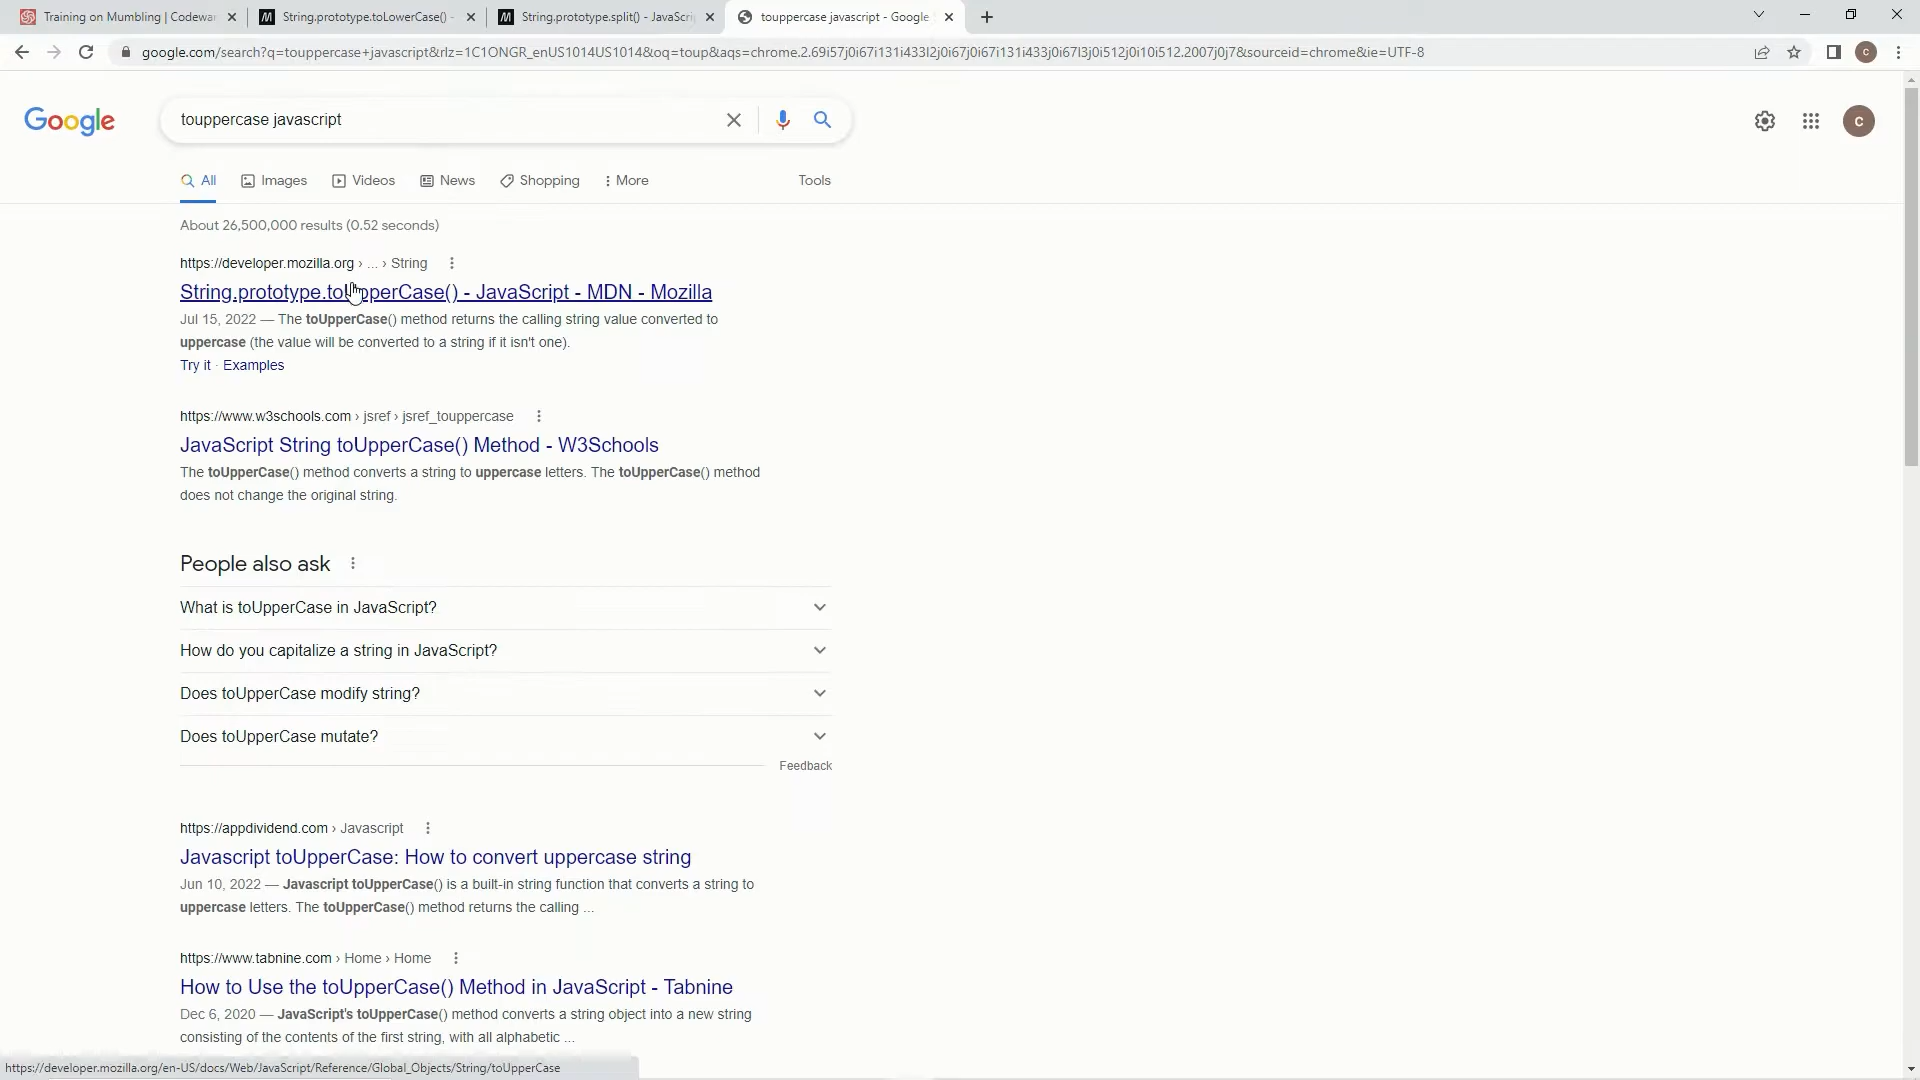 Training on Mumbling | Codewar
String.prototype.toLowerCase() -
String.prototype.split() - JavaScri
touppercase javascript - Google
google.com/search?q=touppercase+javascript&rlz=1C1ONGR_enUS1014US1014&oq=toup&aqs=chrome.2.69i57j0i67i131i433l2j0i67j0i67i131i433j0i67l3j0i512j0i10i512.2007j0j7&sourceid=chrome&ie=UTF-8
C
Google
touppercase javascript
C
All
Images
Videos
News
Shopping
More
Tools
About 26,500,000 results (0.52 seconds)
https://developer.mozilla.org › ... › String
String.prototype.toUpperCase() - JavaScript - MDN - Mozilla
Jul 15, 2022 — The toUpperCase() method returns the calling string value converted to
uppercase (the value will be converted to a string if it isn't one).
Try it · Examples
https://www.w3schools.com › jsref › jsref_touppercase
JavaScript String toUpperCase() Method - W3Schools
The toUpperCase() method converts a string to uppercase letters. The toUpperCase() method
does not change the original string.
People also ask
What is toUpperCase in JavaScript?
How do you capitalize a string in JavaScript?
Does toUpperCase modify string?
Does toUpperCase mutate?
Feedback
https://appdividend.com › Javascript
Javascript toUpperCase: How to convert uppercase string
Jun 10, 2022 — Javascript toUpperCase() is a built-in string function that converts a string to
uppercase letters. The toUpperCase() method returns the calling ...
https://www.tabnine.com › Home › Home
How to Use the toUpperCase() Method in JavaScript - Tabnine
Dec 6, 2020 — JavaScript's toUpperCase() method converts a string object into a new string
consisting of the contents of the first string, with all alphabetic ...
https://developer.mozilla.org/en-US/docs/Web/JavaScript/Reference/Global_Objects/String/toUpperCase